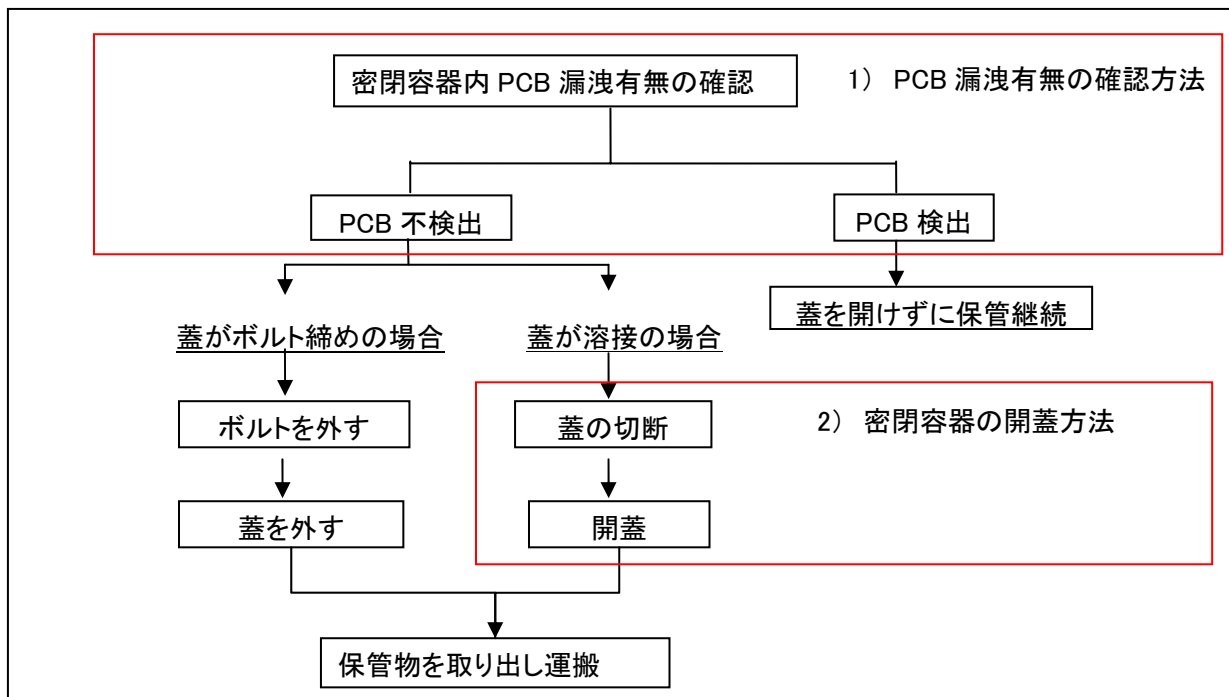 密閉容器内 PCB 漏洩有無の確認
1） PCB 漏洩有無の確認方法
PCB 不検出
PCB 検出
蓋を開けずに保管継続
蓋がボルト締めの場合
蓋が溶接の場合
ボルトを外す
蓋の切断
2） 密閉容器の開蓋方法
蓋を外す
開蓋
保管物を取り出し運搬